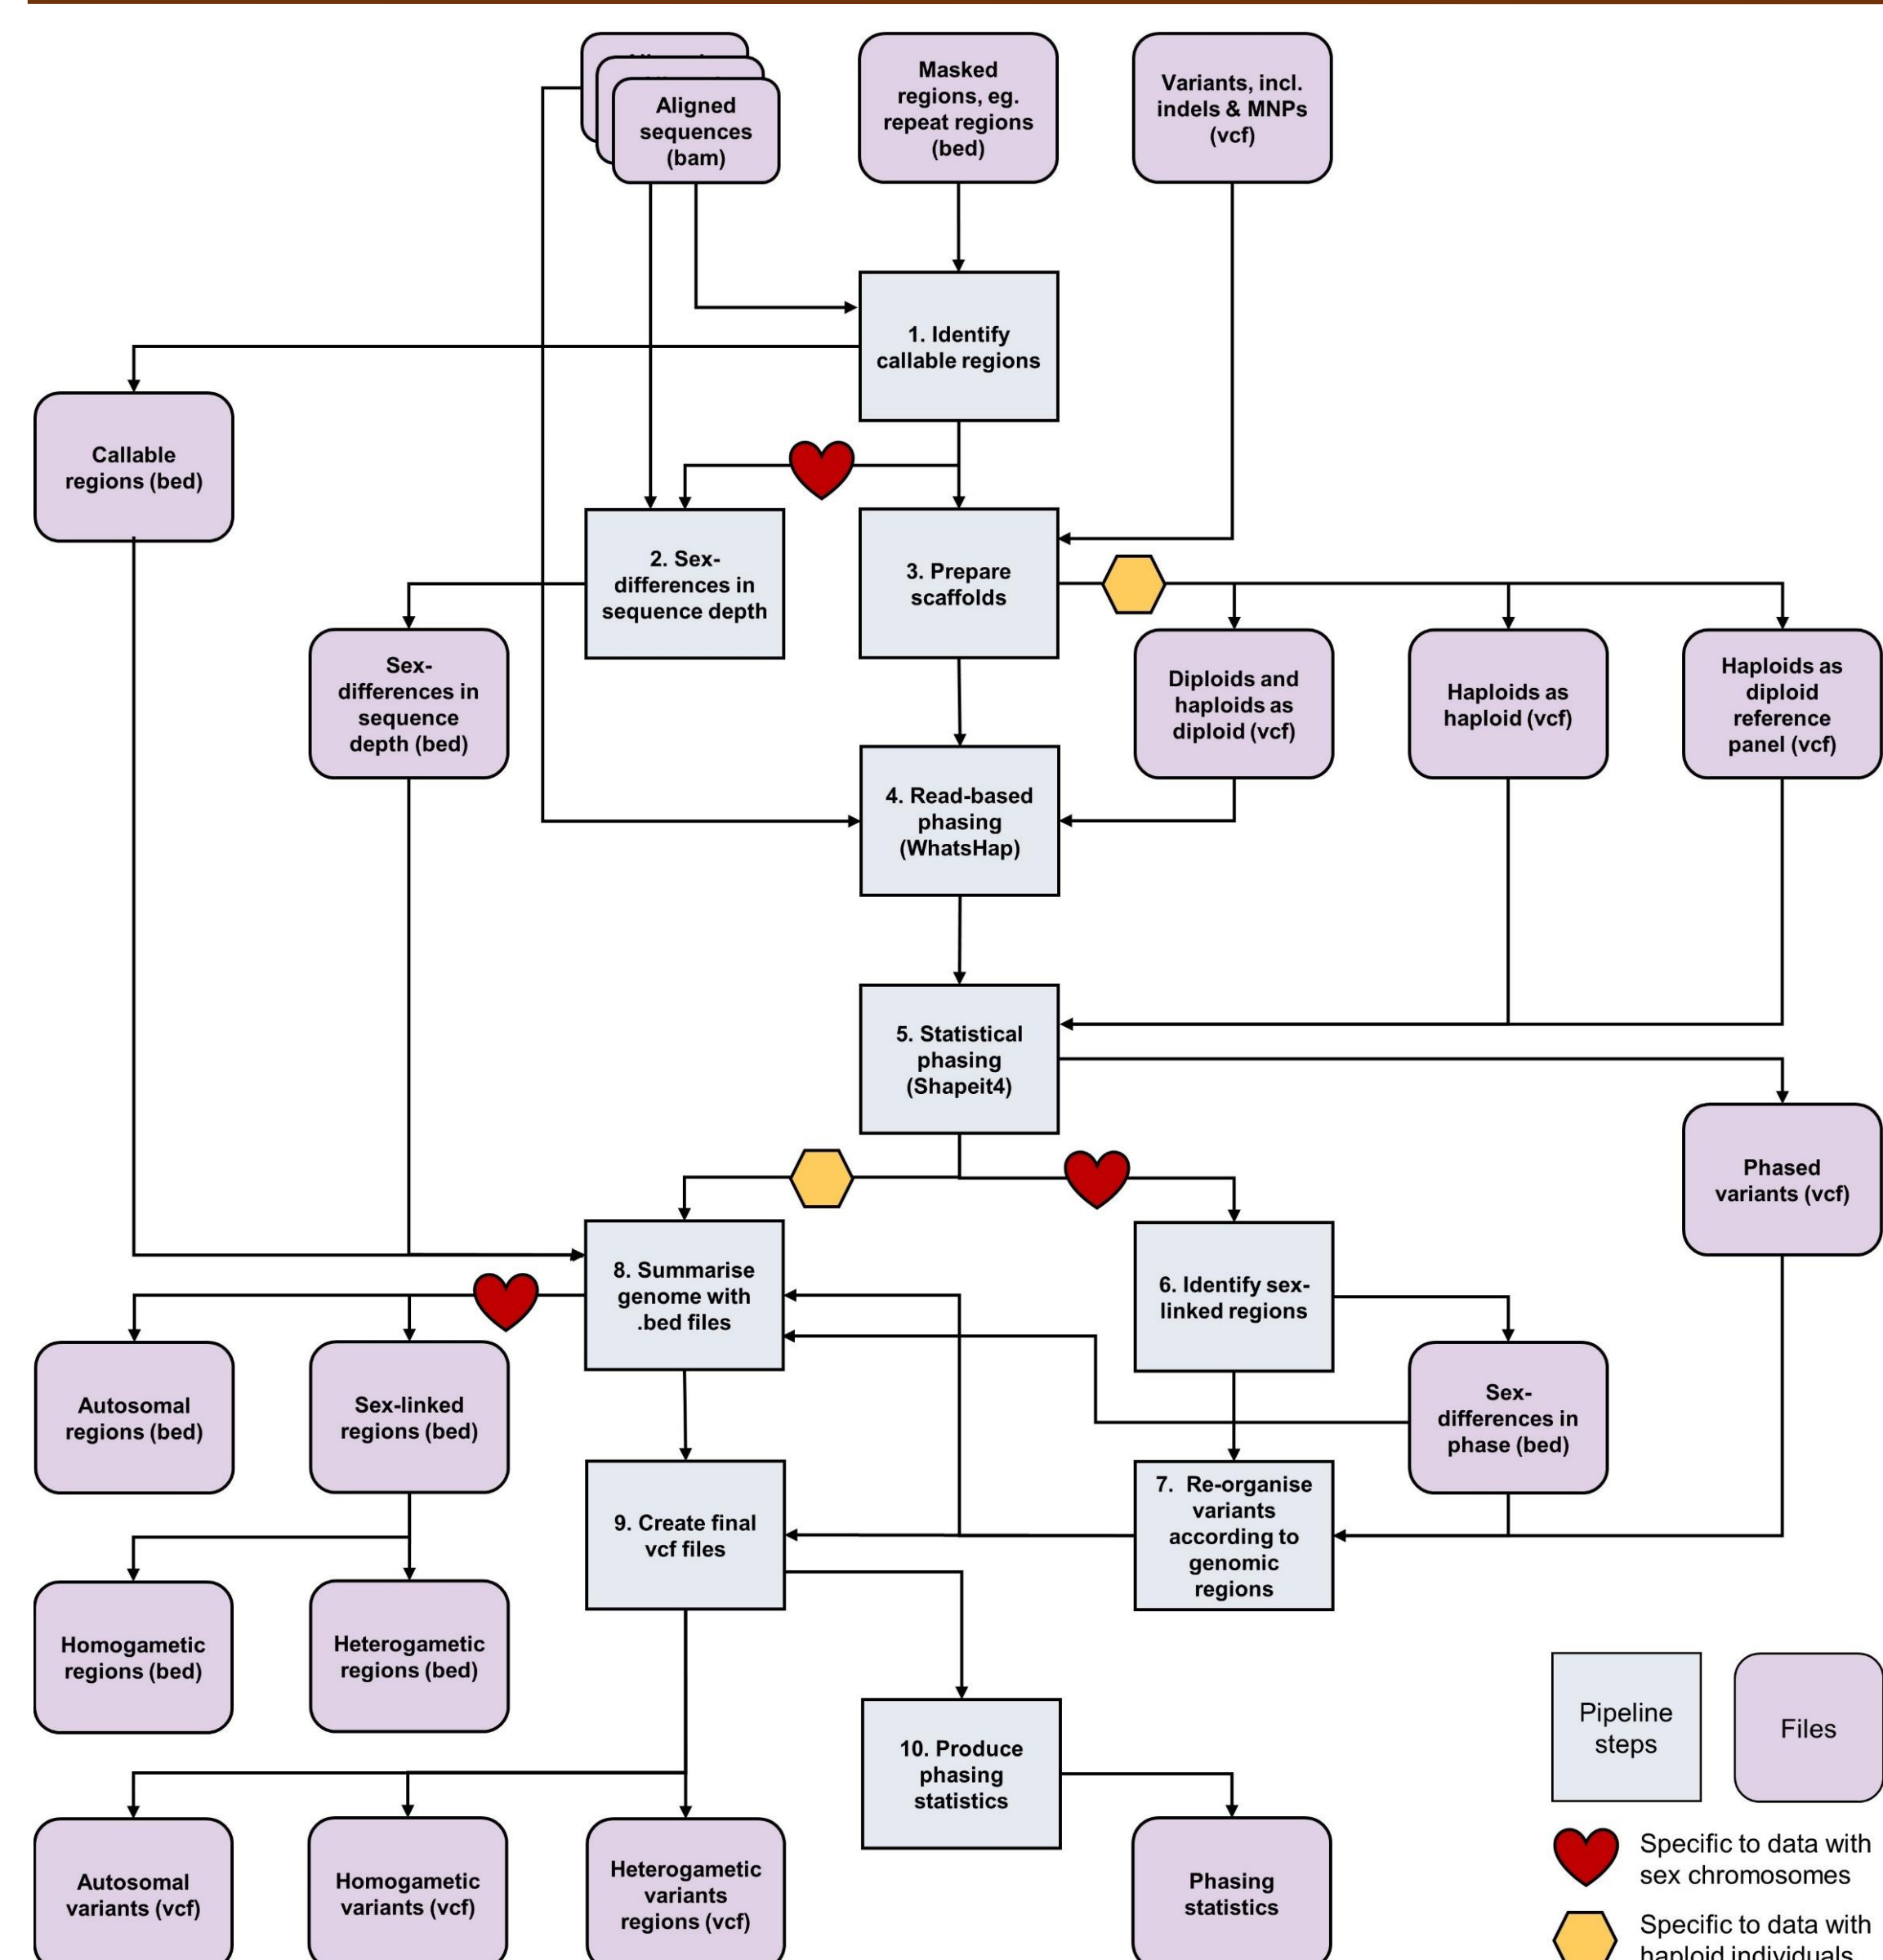 Aligned
sequences
(bam)
Masked
regions, eg.
repeat regions
(bed)
Variants, incl.
indels & MNPs
(vcf)
1. Identify
callable regions
Callable
regions (bed)
2. Sex-
differences in
sequence depth
3. Prepare
scaffolds
Sex-
differences in
sequence
depth (bed)
Diploids and
haploids as
diploid (vcf)
Haploids as
haploid (vcf)
Haploids as
diploid
reference
panel (vcf)
4. Read-based
phasing
(WhatsHap)
5. Statistical
phasing
(Shapeit4)
Phased
variants (vcf)
8. Summarise
genome with
.bed files
6. Identify sex-
linked regions
Autosomal
regions (bed)
Sex-linked
regions (bed)
Sex-
differences in
phase (bed)
9. Create final
vcf files
7. Re-organise
variants
according to
genomic
regions
Homogametic
regions (bed)
Heterogametic
regions (bed)
10. Produce
phasing
statistics
Pipeline
steps
Files
Autosomal
variants (vcf)
Homogametic
variants (vcf)
Heterogametic
variants
regions (vcf)
Phasing
statistics
Specific to data with
sex chromosomes
Specific to data with
haploid individuals